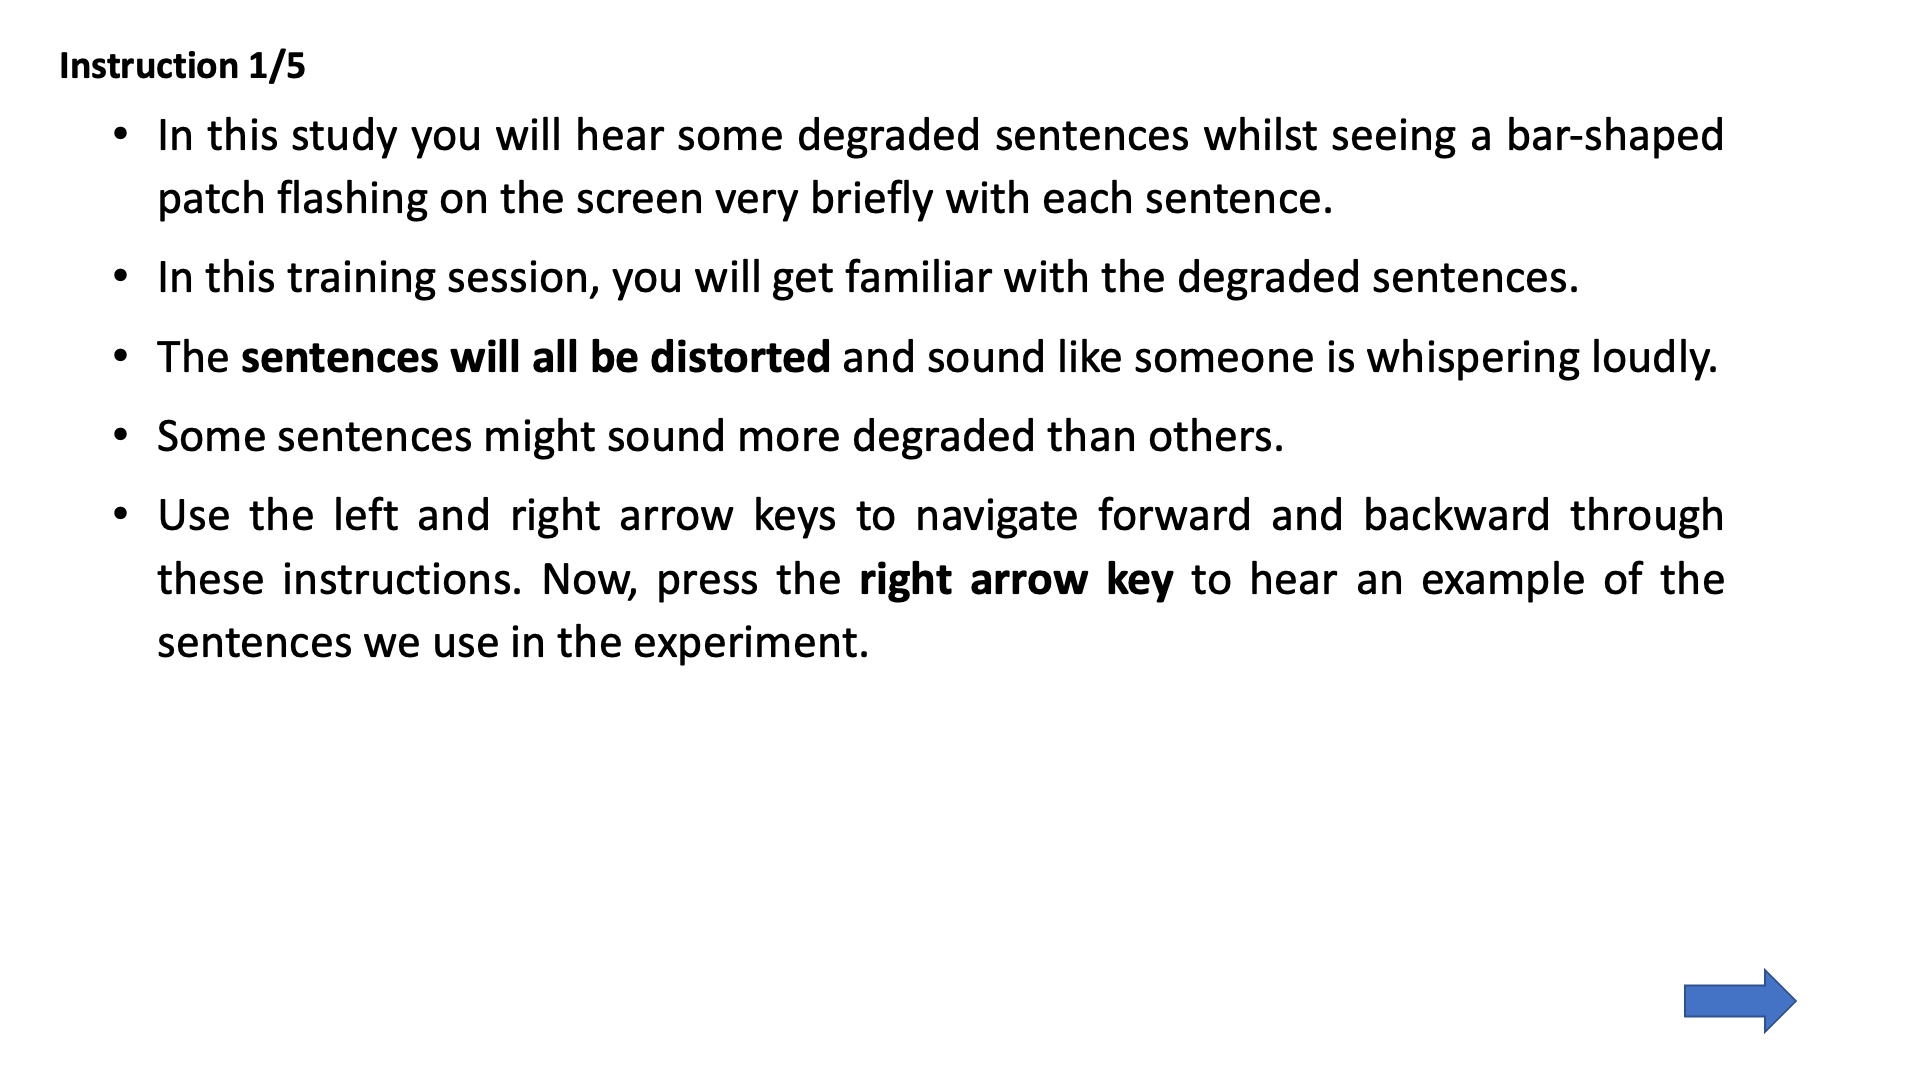 Instruction 1/5
• In this study you will hear some degraded sentences whilst seeing a bar-shaped
patch flashing on the screen very briefly with each sentence.
• In this training session, you will get familiar with the degraded sentences.
• The sentences will all be distorted and sound like someone is whispering loudly.
• Some sentences might sound more degraded than others.
• Use the left and right arrow keys to navigate forward and backward through
these instructions. Now, press the right arrow key to hear an example of the
sentences we use in the experiment.